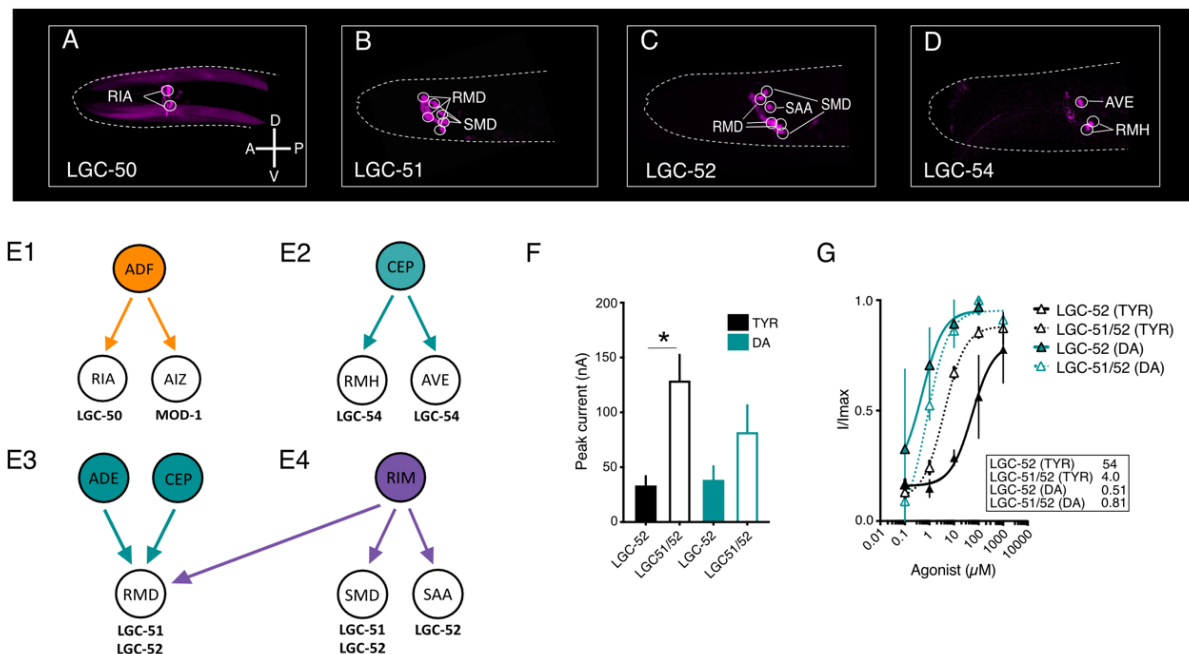 A
RIA
D
A
P
V
LGC-50
B
RMD
SMD
LGC-51
C
SAA
SMD
RMD
LGC-52
D
AVE
RMH
LGC-54
E1
ADF
RIA
AIZ
LGC-50
MOD-1
E2
CEP
RMH
AVE
LGC-54
LGC-54
E3
ADE
CEP
RMD
LGC-51
LGC-52
E4
RIM
SMD
SAA
LGC-51
LGC-52
LGC-52
F
TYR
DA
*
Peak current (nA)
200
150
100
50
0
LGC-52
LGC51/52
LGC-52
LGC51/52
G
LGC-52 (TYR)
LGC-51/52 (TYR)
LGC-52 (DA)
LGC-51/52 (DA)
I/Imax
1.0
0.5
0.0
LGC-52 (TYR) 54
LGC-51/52 (TYR) 4.0
LGC-52 (DA) 0.51
LGC-51/52 (DA) 0.81
0.01
0.1
1
10
100
1000
10000
Agonist (µM)